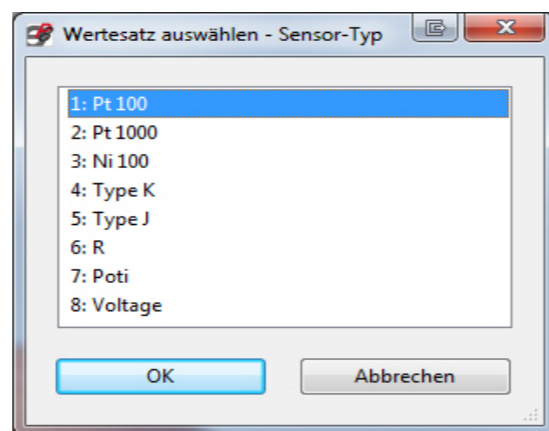 Wertesatz auswählen - Sensor-Typ
1: Pt 100
2: Pt 1000
3: Ni 100
4: Type K
5: Type J
6: R
7: Poti
8: Voltage
OK
Abbrechen